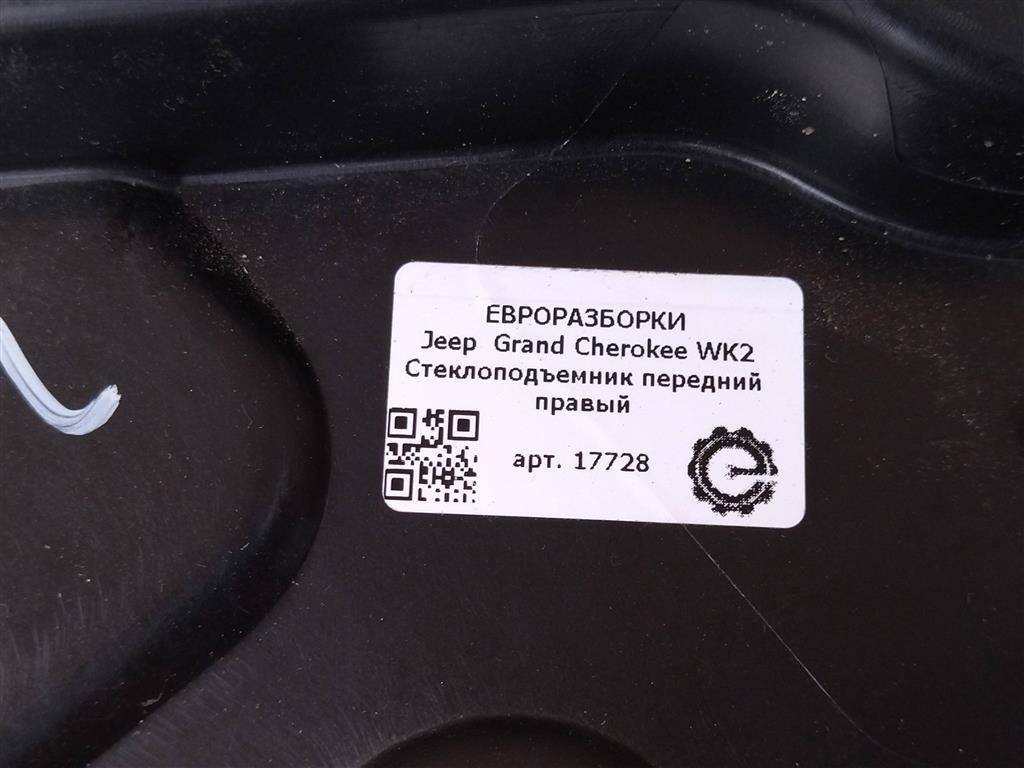 ЕВРОРАЗБОРКИ
Jeep Grand Cherokee WK2
Стеклоподъемник передний
правый
арт. 17728